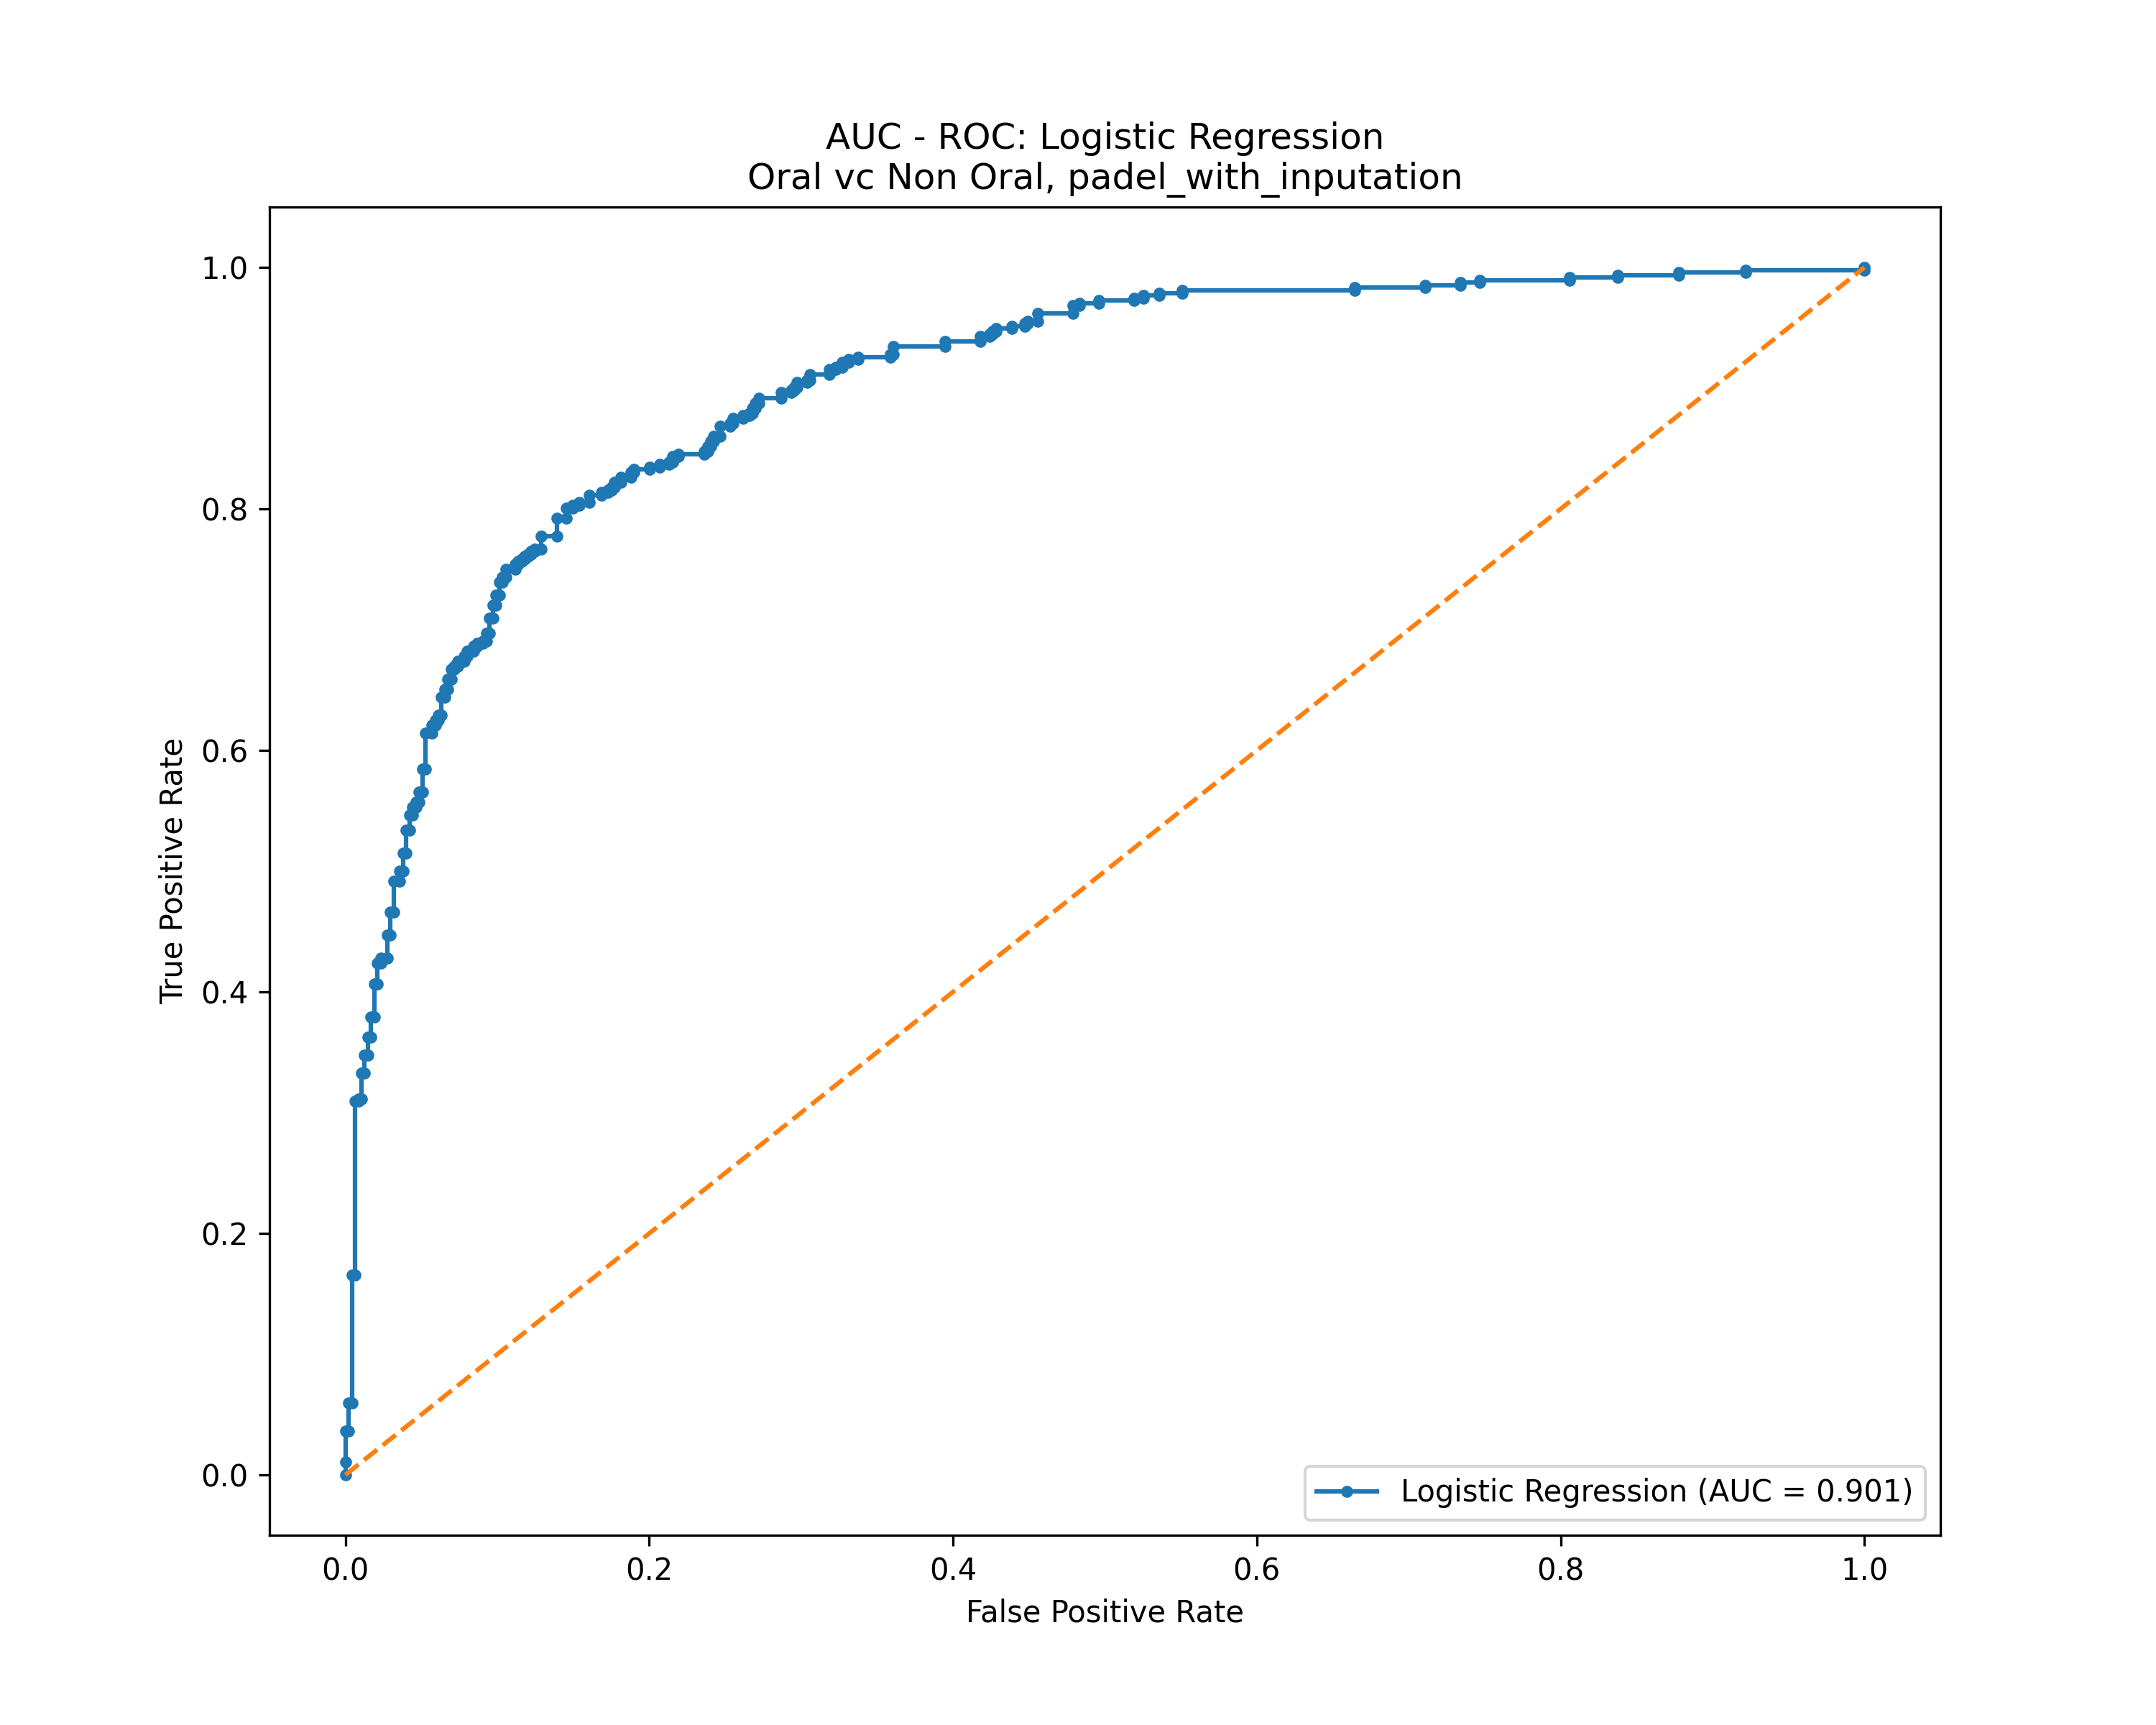 AUC - ROC: Logistic Regression
Oral vc Non Oral, padel_with_inputation
True Positive Rate
1.0
0.8
0.6
0.4
0.2
0.0
Logistic Regression (AUC = 0.901)
0.0 0.2 0.4 0.6 0.8 1.0
False Positive Rate